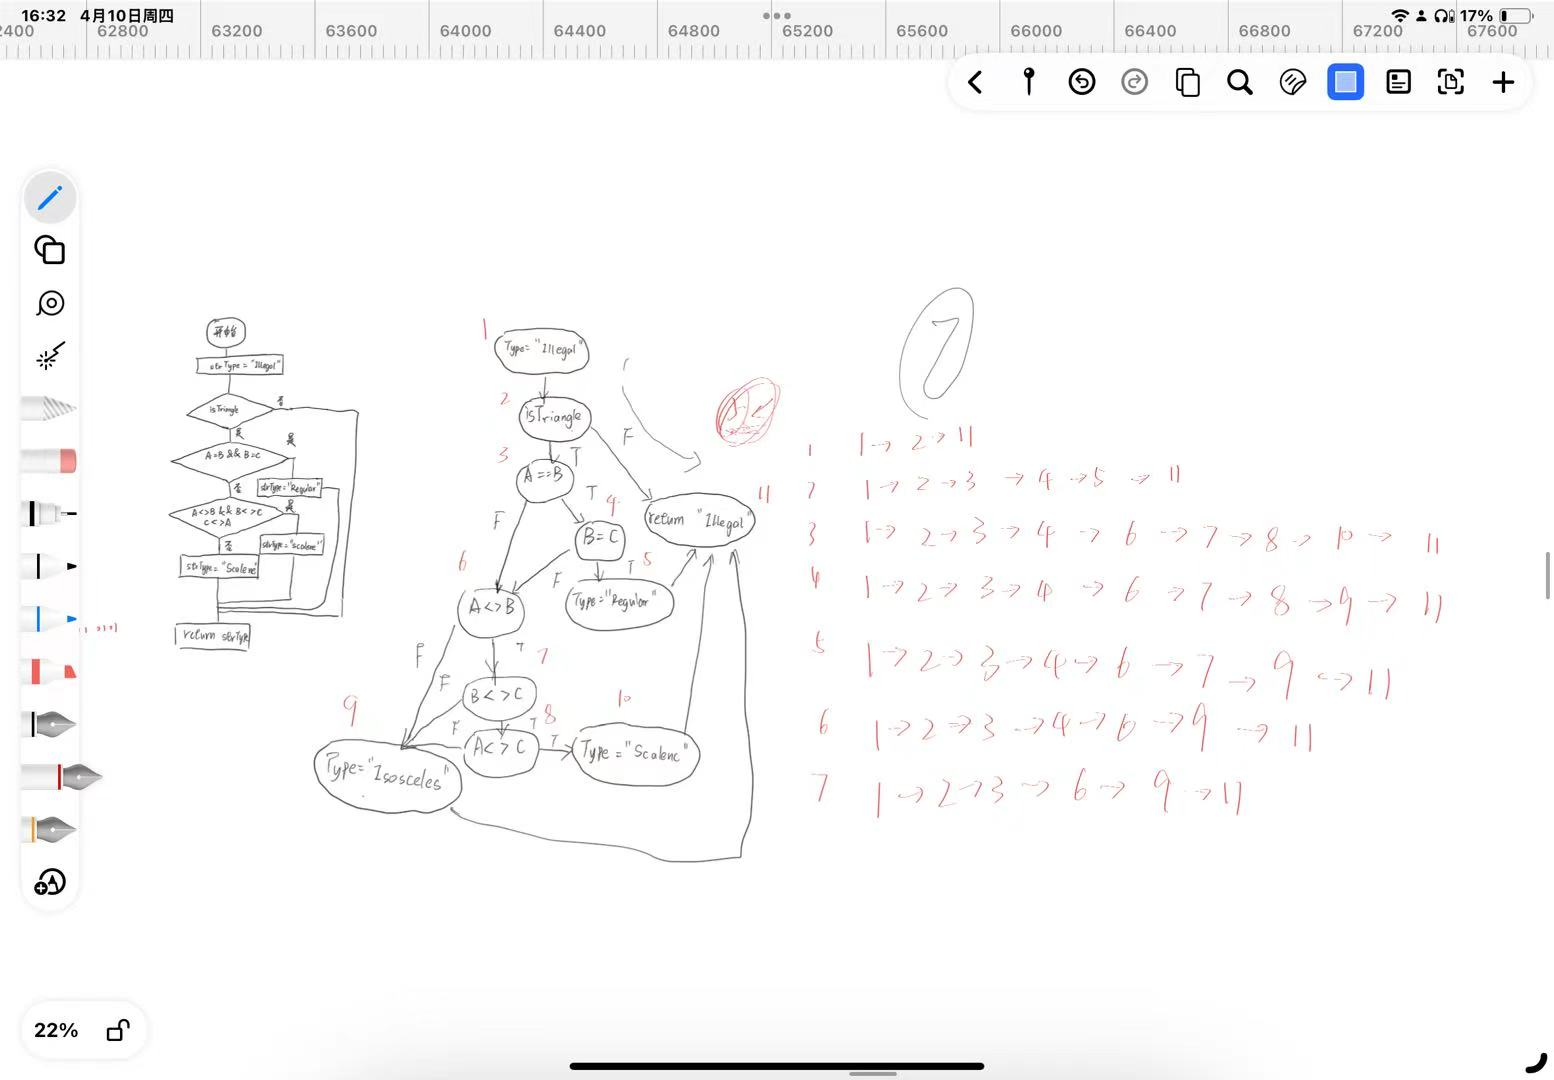 16:32 4月10日周四
17%
2400 62800 63200 63600 64000 64400 64800 65200 65600 66000 66400 66800 67200 67600
开始
strType = "Illegal"
isTriangle
否
是
A=B && B=C
是
否
strType="Regular"
A<>B && B<>C
C<>A
是
否
strType="scalene"
strType="Scalene"
return strType
1
Type="Illegal"
2
isTriangle
F
3
T
A==B
T
4
F
return "Illegal"
11
B=C
6
F
T
5
A<>B
Type="Regular"
F
T
7
F
B<>C
10
9
F
T
8
A<>C
T
Type="Scalene"
Type="Isosceles"
7
1 1→2→11
2 1→2→3→4→5→11
3 1→2→3→4→6→7→8→10→11
4 1→2→3→4→6→7→8→9→11
5 1→2→3→4→6→7→9→11
6 1→2→3→4→6→9→11
7 1→2→3→6→9→11
22%